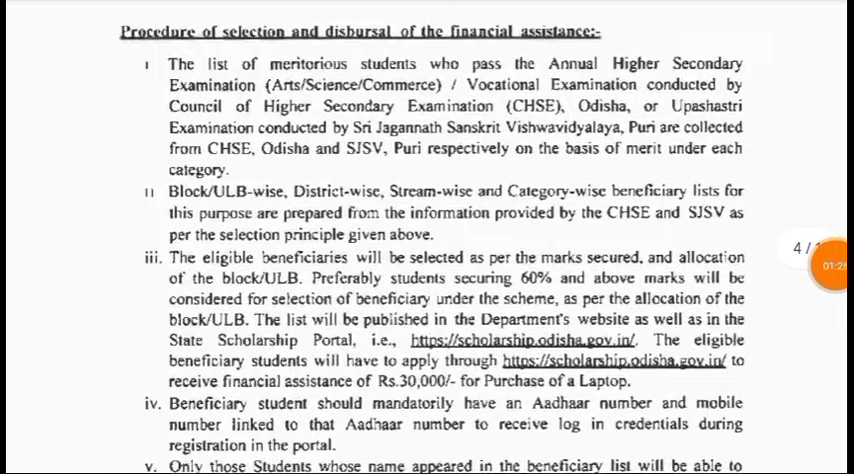 Procedure of selection and disbursal of the financial assistance:-
i The list of meritorious students who pass the Annual Higher Secondary
Examination (Arts/Science/Commerce) / Vocational Examination conducted by
Council of Higher Secondary Examination (CHSE), Odisha, or Upashastri
Examination conducted by Sri Jagannath Sanskrit Vishwavidyalaya, Puri are collected
from CHSE, Odisha and SJSV, Puri respectively on the basis of merit under each
category.
ii Block/ULB-wise, District-wise, Stream-wise and Category-wise beneficiary lists for
this purpose are prepared from the information provided by the CHSE and SJSV as
per the selection principle given above.
iii. The eligible beneficiaries will be selected as per the marks secured, and allocation
of the block/ULB. Preferably students securing 60% and above marks will be
considered for selection of beneficiary under the scheme, as per the allocation of the
block/ULB. The list will be published in the Department's website as well as in the
State Scholarship Portal, i.e., https://scholarship.odisha.gov.in/. The eligible
beneficiary students will have to apply through https://scholarship.odisha.gov.in/ to
receive financial assistance of Rs.30,000/- for Purchase of a Laptop.
iv. Beneficiary student should mandatorily have an Aadhaar number and mobile
number linked to that Aadhaar number to receive log in credentials during
registration in the portal.
v. Only those Students whose name appeared in the beneficiary list will be able to
4 /